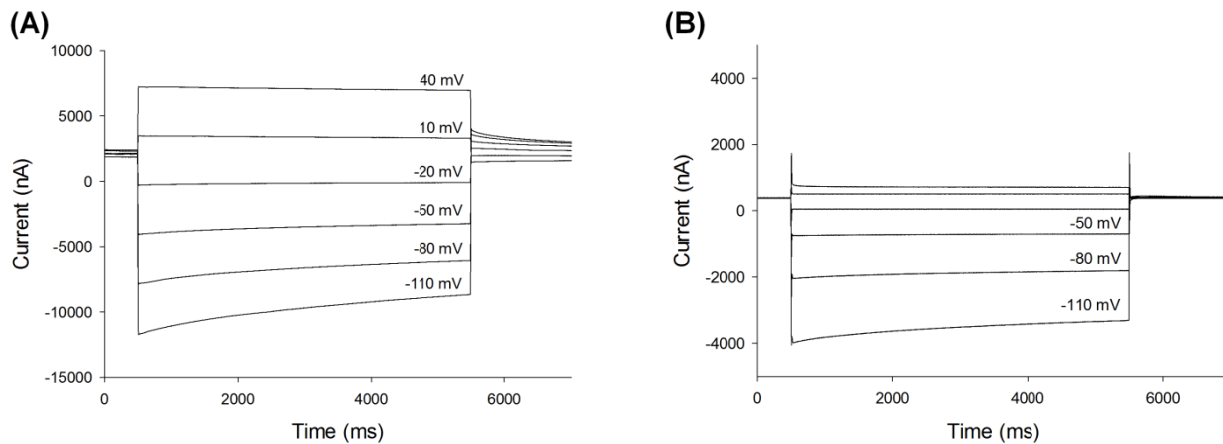 (A)
Current (nA)
10000
5000
0
-5000
-10000
-15000
40 mV
10 mV
-20 mV
-50 mV
-80 mV
-110 mV
0
2000
4000
6000
Time (ms)
(B)
Current (nA)
4000
2000
0
-2000
-4000
-50 mV
-80 mV
-110 mV
0
2000
4000
6000
Time (ms)